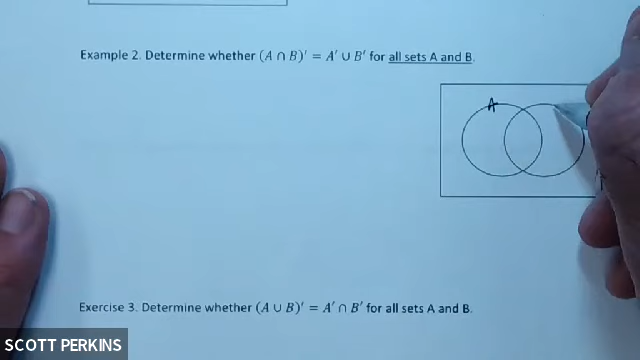 Example 2. Determine whether (A ∩ B)′ = A′ ∪ B′ for all sets A and B.
A
Exercise 3. Determine whether (A ∪ B)′ = A′ ∩ B′ for all sets A and B.
SCOTT PERKINS